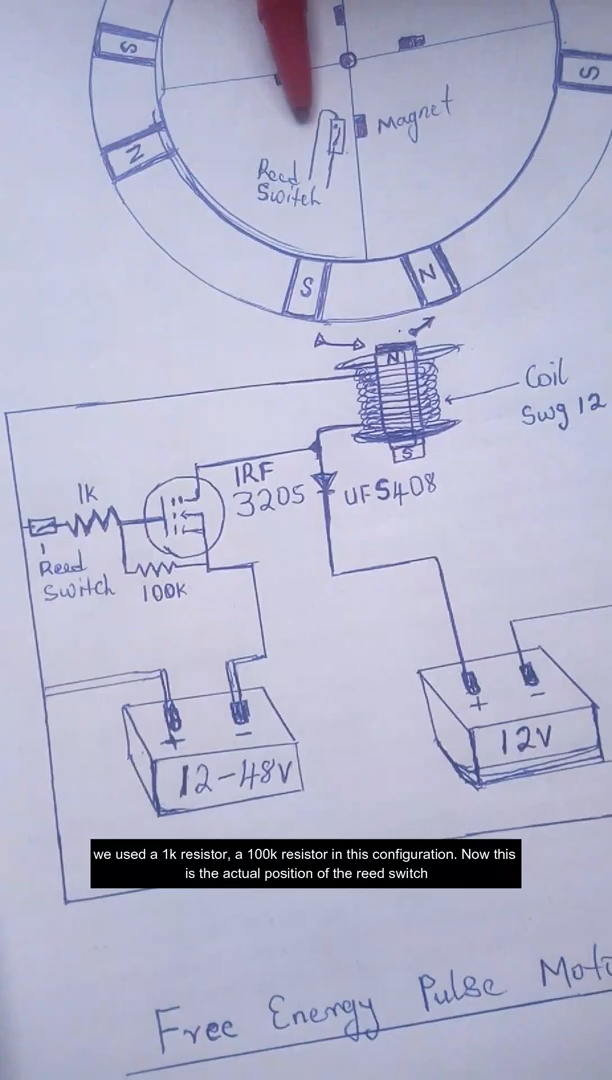 S
S
N
Magnet
Reed
Switch
S
N
N
Coil
Swg 12
S
IRF
3205
UF5408
1k
Reed
Switch
100k
+
-
12-48V
+
-
12V
we used a 1k resistor, a 100k resistor in this configuration. Now this
is the actual position of the reed switch
Free Energy Pulse Moto